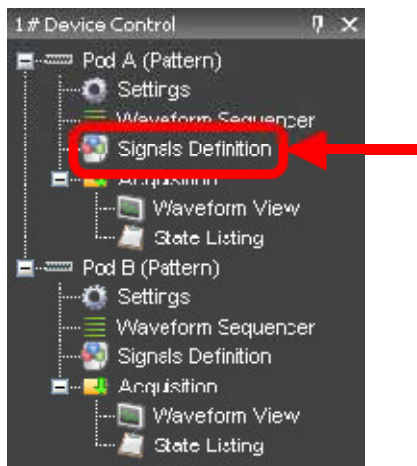 1# Device Control
Pod A (Pattern)
Settings
Waveform Sequencer
Signals Definition
Acquisition
Waveform View
State Listing
Pod B (Pattern)
Settings
Waveform Sequencer
Signals Definition
Acquisition
Waveform View
State Listing